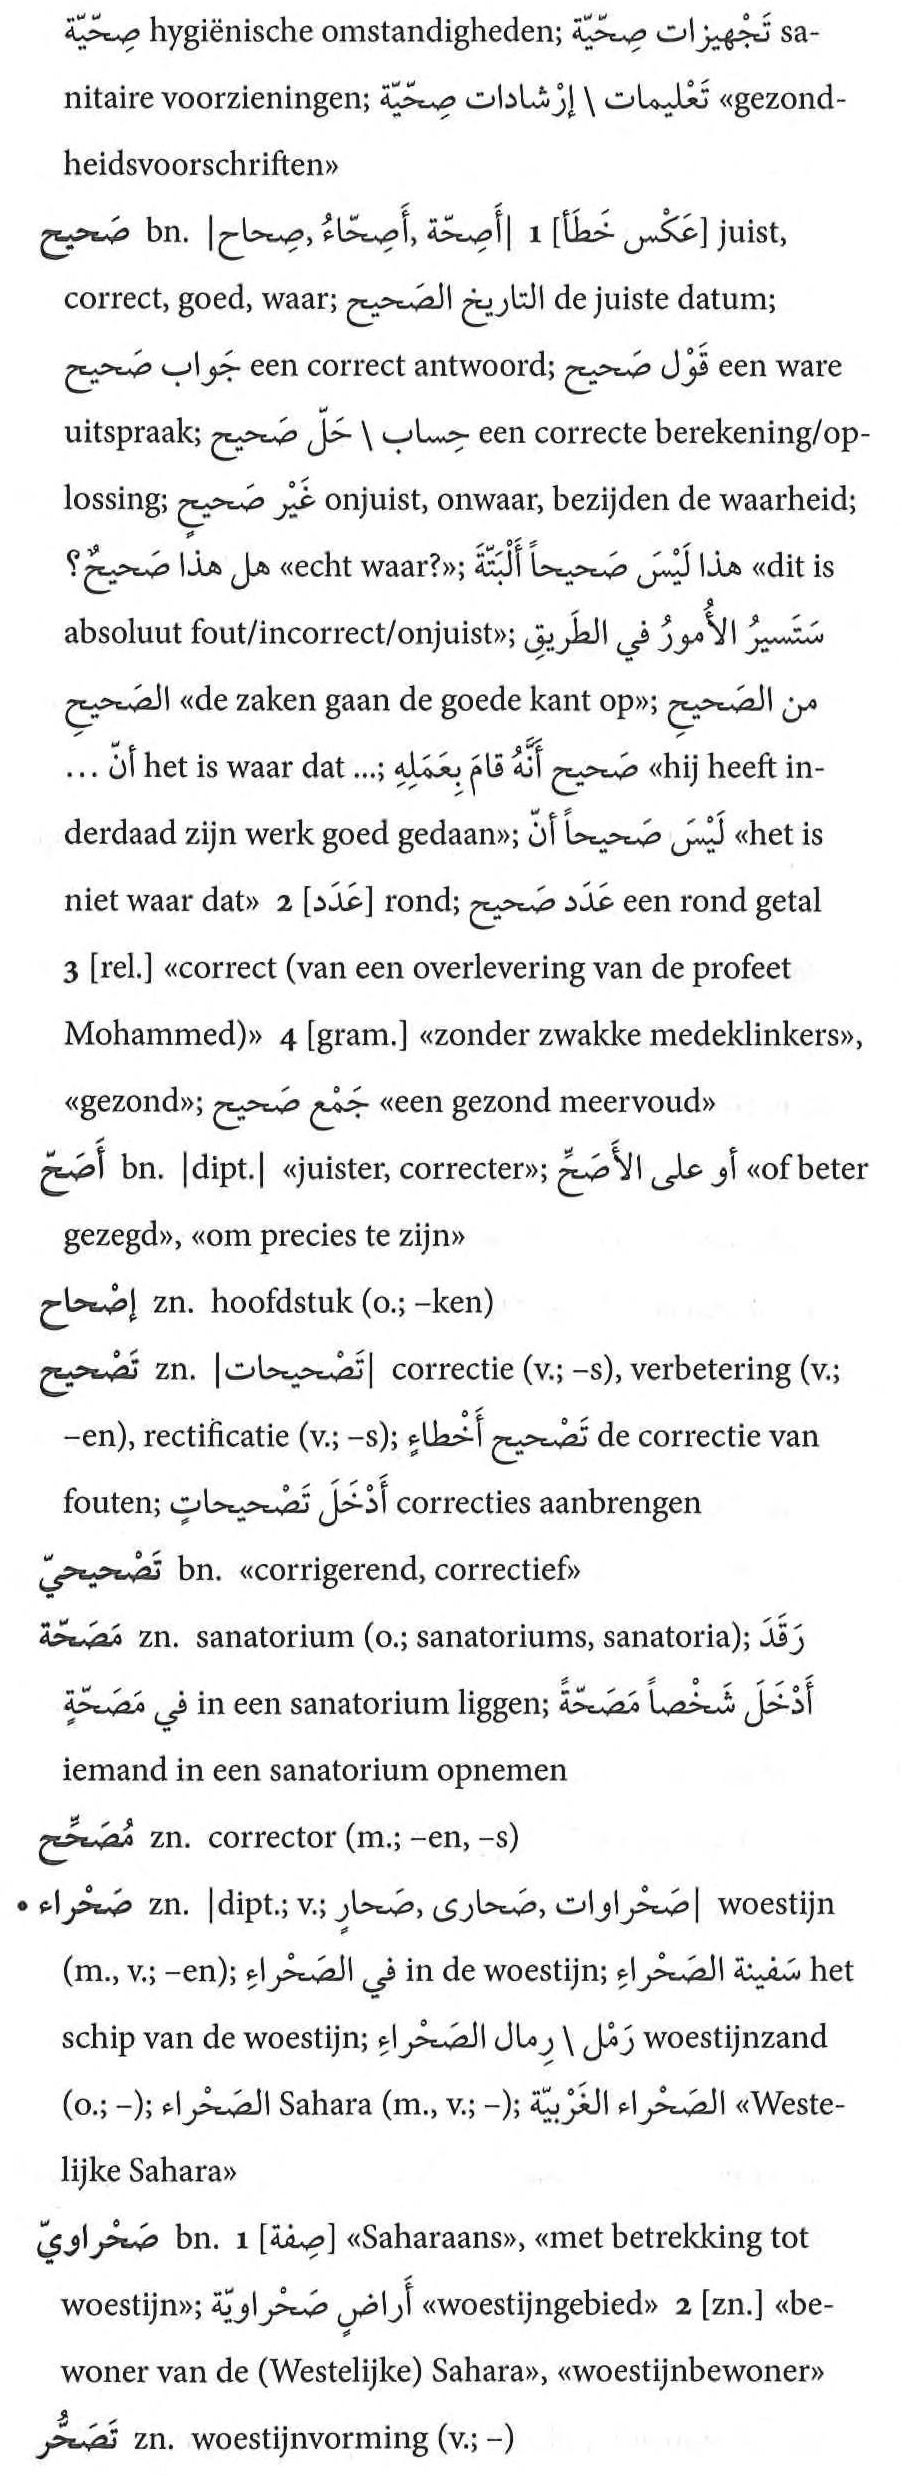 صِحّيّة hygiënische omstandigheden; تَجْهيزات صِحّيّة sa-
nitaire voorzieningen; تَعْليمات \ إرْشادات صِحّيّة «gezond-
heidsvoorschriften»
صَحيح bn. |أَصِحّة, أَصِحّاءُ, صِحاح| 1 [عَكْس خَطَأ] juist,
correct, goed, waar; التاريخ الصَحيح de juiste datum;
جَواب صَحيح een correct antwoord; قَوْل صَحيح een ware
uitspraak; حِساب \ حَلّ صَحيح een correcte berekening/op-
lossing; غَيْر صَحيحٍ onjuist, onwaar, bezijden de waarheid;
هل هذا صَحيحٌ؟ «echt waar?»; هذا لَيْسَ صَحيحاً أَلْبَتّةَ «dit is
absoluut fout/incorrect/onjuist»; سَتَسيرُ الأُمورُ في الطَريقِ
الصَحيحِ «de zaken gaan de goede kant op»; من الصَحيحِ
أنّ ... het is waar dat ...; صَحيح أَنَّهُ قامَ بِعَمَلِهِ «hij heeft in-
derdaad zijn werk goed gedaan»; لَيْسَ صَحيحاً أنّ «het is
niet waar dat» 2 [عَدَد] rond; عَدَد صَحيح een rond getal
3 [rel.] «correct (van een overlevering van de profeet
Mohammed)» 4 [gram.] «zonder zwakke medeklinkers»,
«gezond»; جَمْع صَحيح «een gezond meervoud»
أَصَحّ bn. |dipt.| «juister, correcter»; أو على الأَصَحِّ «of beter
gezegd», «om precies te zijn»
إصْحاح zn. hoofdstuk (o.; –ken)
تَصْحيح zn. |تَصْحيحات| correctie (v.; –s), verbetering (v.;
–en), rectificatie (v.; –s); تَصْحيح أَخْطاءٍ de correctie van
fouten; أَدْخَلَ تَصْحيحاتٍ correcties aanbrengen
تَصْحيحيّ bn. «corrigerend, correctief»
مَصَحّة zn. sanatorium (o.; sanatoriums, sanatoria); رَقَدَ
في مَصَحّةٍ in een sanatorium liggen; أَدْخَلَ شَخْصاً مَصَحّةً
iemand in een sanatorium opnemen
مُصَحِّح zn. corrector (m.; –en, –s)
• صَحْراء zn. |dipt.; v.; صَحْراوات, صَحارى, صَحارٍ| woestijn
(m., v.; –en); في الصَحْراءِ in de woestijn; سَفينة الصَحْراءِ het
schip van de woestijn; رَمْل \ رِمال الصَحْراءِ woestijnzand
(o.; –); الصَحْراء Sahara (m., v.; –); الصَحْراء الغَرْبيّة «Weste-
lijke Sahara»
صَحْراويّ bn. 1 [صِفة] «Saharaans», «met betrekking tot
woestijn»; أَراضٍ صَحْراويّة «woestijngebied» 2 [zn.] «be-
woner van de (Westelijke) Sahara», «woestijnbewoner»
تَصَحُّر zn. woestijnvorming (v.; –)